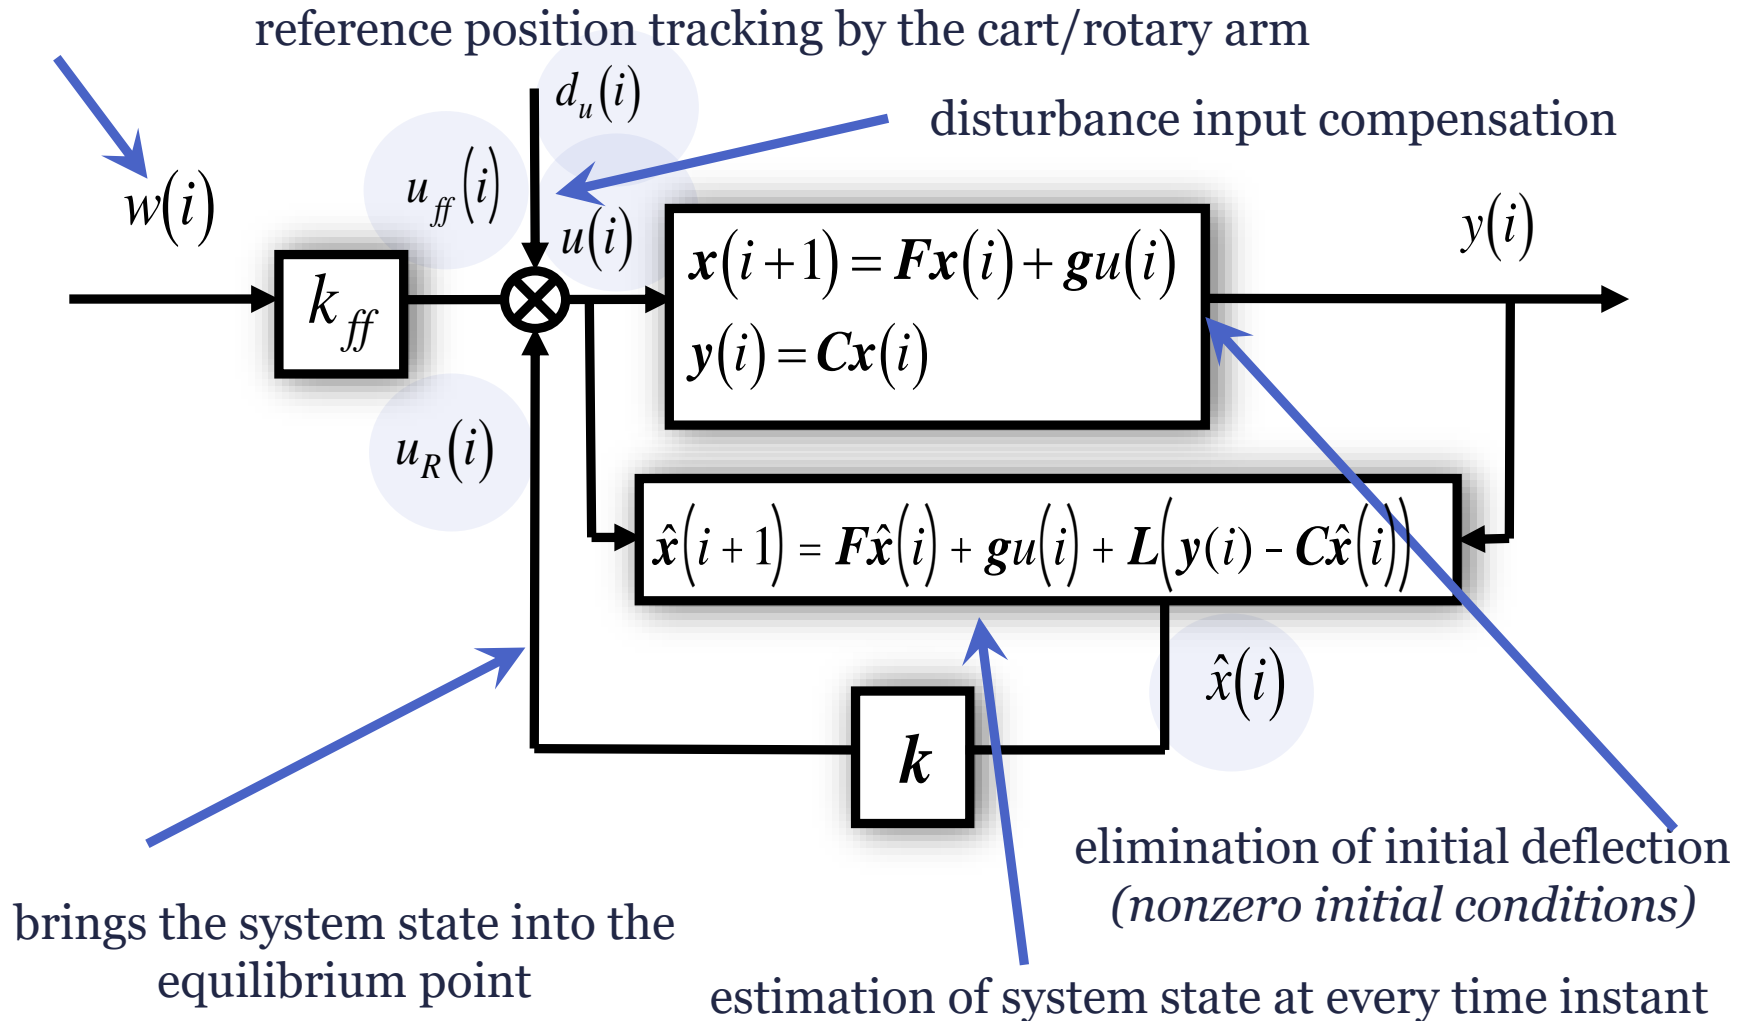 reference position tracking by the cart/rotary arm
d_u(i)
disturbance input compensation
w(i)
u_ff(i)
u(i)
y(i)
k_ff
x(i+1) = Fx(i) + gu(i)
y(i) = Cx(i)
u_R(i)
x̂(i + 1) = Fx̂(i) + gu(i) + L(y(i) - Cx̂(i))
x̂(i)
k
elimination of initial deflection
(nonzero initial conditions)
brings the system state into the
equilibrium point
estimation of system state at every time instant